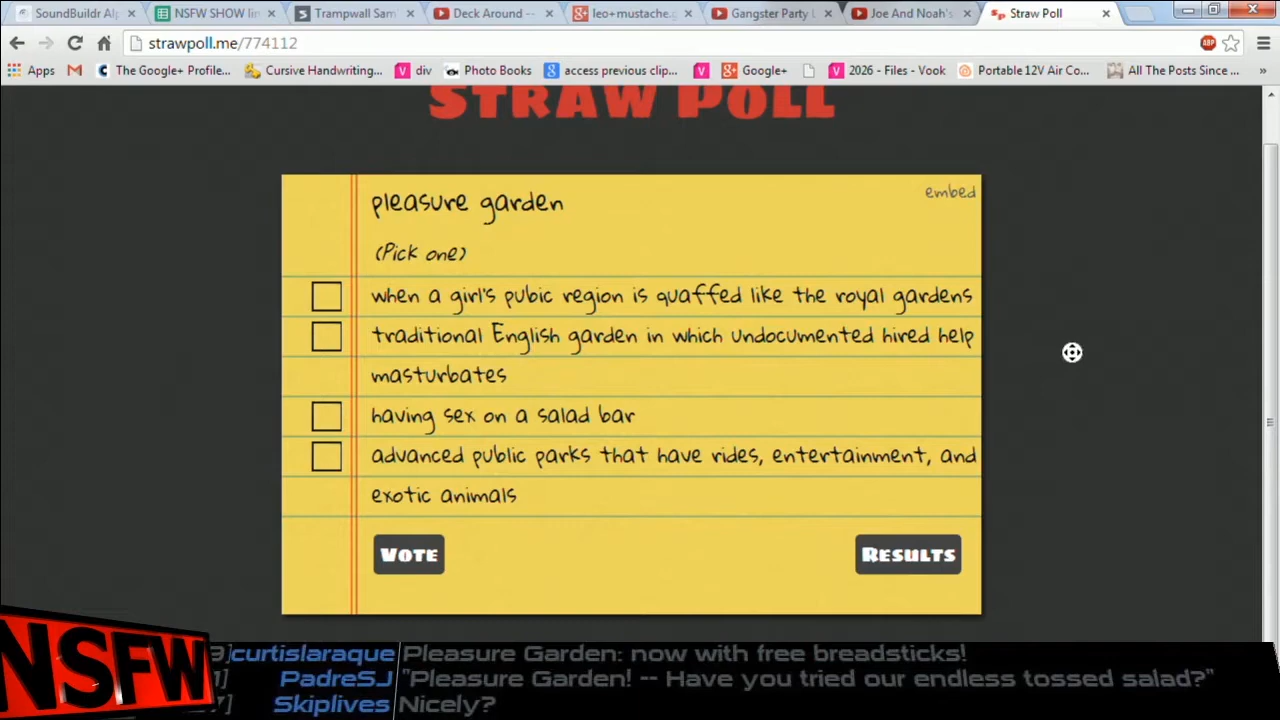 SoundBuildr Al
NSFW SHOW lin
Trampwall Sam
Deck Around --
leo+mustache.
Gangster Party L
Joe And Noah's
Straw Poll
strawpoll.me/774112
ABP
Apps
The Google+ Profile...
Cursive Handwriting...
div
Photo Books
access previous clip...
Google+
2026 - Files - Vook
Portable 12V Air Co...
All The Posts Since ...
»
STRAW POLL
embed
pleasure garden
(Pick one)
when a girl's pubic region is quaffed like the royal gardens
traditional English garden in which undocumented hired help
masturbates
having sex on a salad bar
advanced public parks that have rides, entertainment, and
exotic animals
VOTE
RESULTS
NSFW
]curtislaraque Pleasure Garden: now with free breadsticks!
] PadreSJ "Pleasure Garden! -- Have you tried our endless tossed salad?"
] Skiplives Nicely?